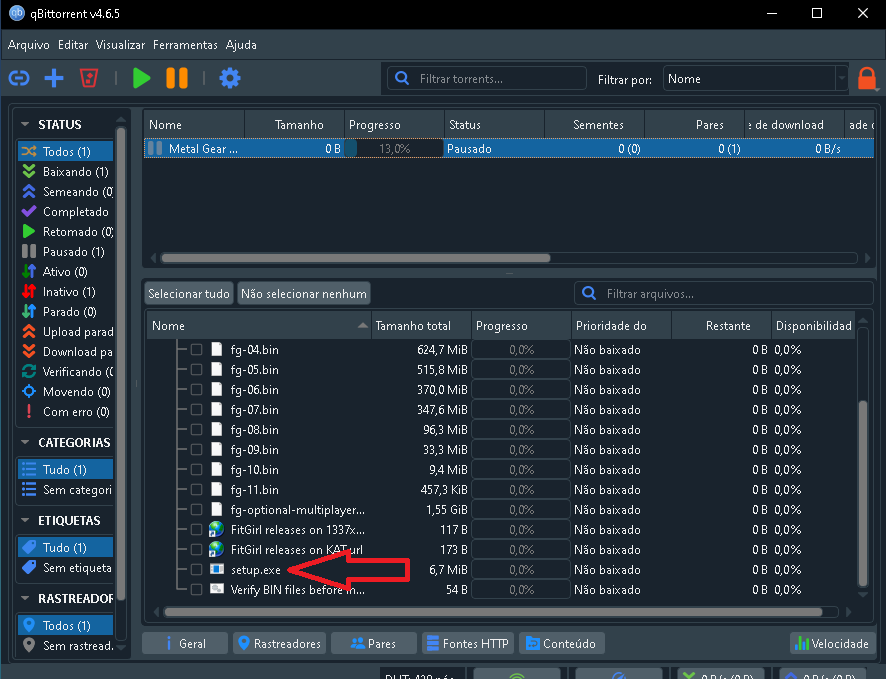 qBittorrent v4.6.5
Arquivo Editar Visualizar Ferramentas Ajuda
Filtrar torrents... Filtrar por: Nome
STATUS
Todos (1)
Baixando (1)
Semeando (0
Completado
Retomado (0
Pausado (1)
Ativo (0)
Inativo (1)
Parado (0)
Upload parad
Download pa
Verificando (0
Movendo (0)
Com erro (0)
CATEGORIAS
Tudo (1)
Sem categori
ETIQUETAS
Tudo (1)
Sem etiqueta
RASTREADOR
Todos (1)
Sem rastread.
Nome Tamanho Progresso Status Sementes Pares e de download ade d
Metal Gear ... 0 B 13,0% Pausado 0 (0) 0 (1) 0 B/s
Selecionar tudo Não selecionar nenhum Filtrar arquivos...
Nome Tamanho total Progresso Prioridade do Restante Disponibilidad
fg-04.bin 624,7 MiB 0,0% Não baixado 0 B 0,0%
fg-05.bin 515,8 MiB 0,0% Não baixado 0 B 0,0%
fg-06.bin 370,0 MiB 0,0% Não baixado 0 B 0,0%
fg-07.bin 347,6 MiB 0,0% Não baixado 0 B 0,0%
fg-08.bin 96,3 MiB 0,0% Não baixado 0 B 0,0%
fg-09.bin 33,3 MiB 0,0% Não baixado 0 B 0,0%
fg-10.bin 9,4 MiB 0,0% Não baixado 0 B 0,0%
fg-11.bin 457,3 KiB 0,0% Não baixado 0 B 0,0%
fg-optional-multiplayer... 1,55 GiB 0,0% Não baixado 0 B 0,0%
FitGirl releases on 1337x... 117 B 0,0% Não baixado 0 B 0,0%
FitGirl releases on KAT.url 173 B 0,0% Não baixado 0 B 0,0%
setup.exe 6,7 MiB 0,0% Não baixado 0 B 0,0%
Verify BIN files before in... 54 B 0,0% Não baixado 0 B 0,0%
Geral Rastreadores Pares Fontes HTTP Conteúdo Velocidade